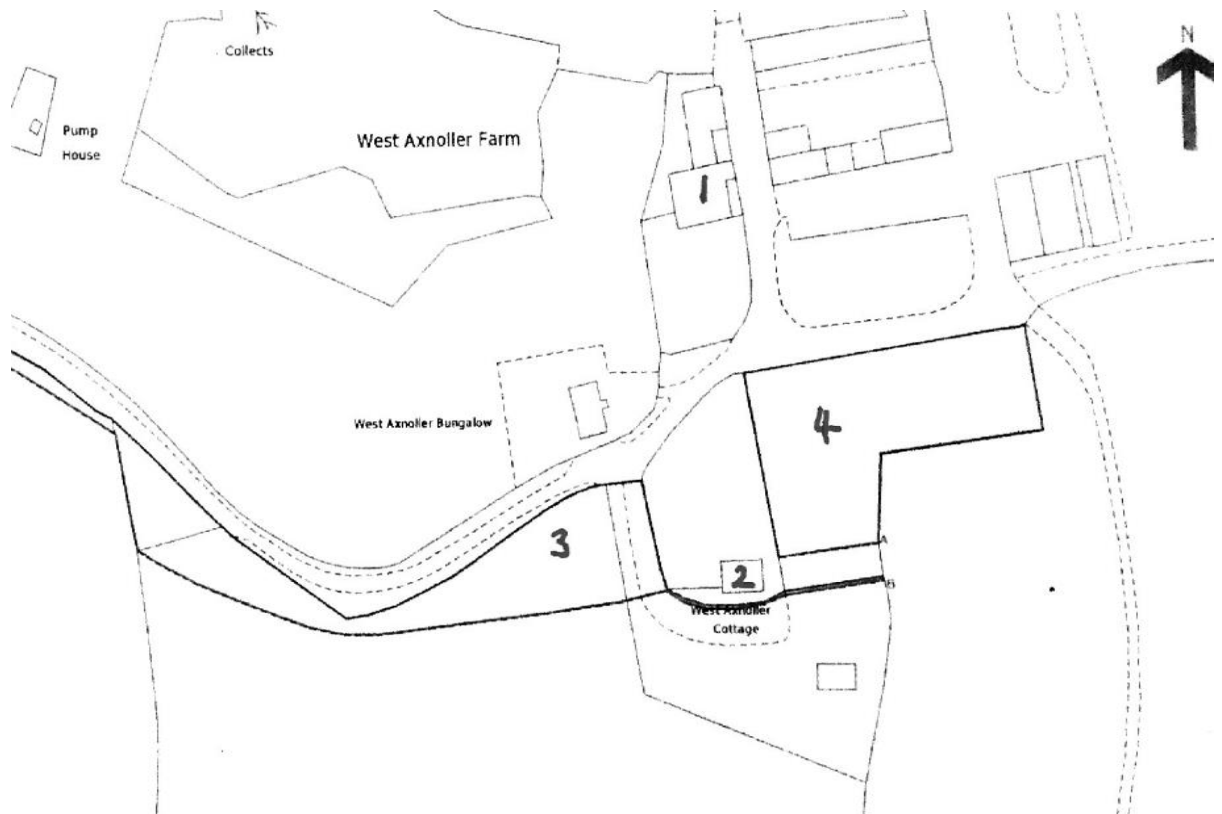 Collects
N
Pump
House
West Axnoller Farm
1
West Axnoller Bungalow
4
3
A
2
B
West Axnoller
Cottage